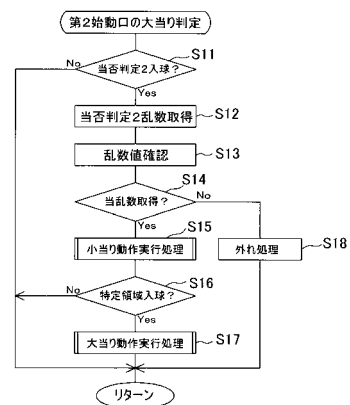 第2始動口の大当り判定
S11
当否判定2入球？
No
Yes
当否判定2乱数取得
S12
乱数値確認
S13
S14
当乱数取得？
No
Yes
S15
小当り動作実行処理
外れ処理
S18
S16
特定領域入球？
No
Yes
大当り動作実行処理
S17
リターン